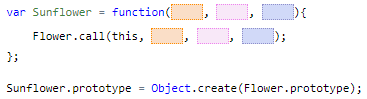 var Sunflower = function( , , ){
Flower.call(this, , , );
};
Sunflower.prototype = Object.create(Flower.prototype);